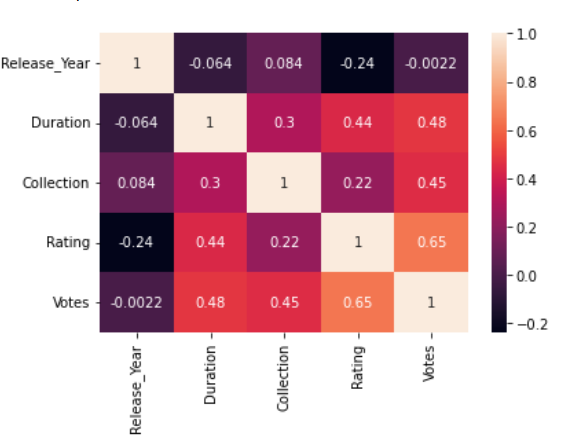 1.0
Release_Year 1 -0.064 0.084 -0.24 -0.0022
0.8
Duration -0.064 1 0.3 0.44 0.48
0.6
0.4
Collection 0.084 0.3 1 0.22 0.45
0.2
Rating -0.24 0.44 0.22 1 0.65
0.0
Votes -0.0022 0.48 0.45 0.65 1
−0.2
Release_Year
Duration
Collection
Rating
Votes